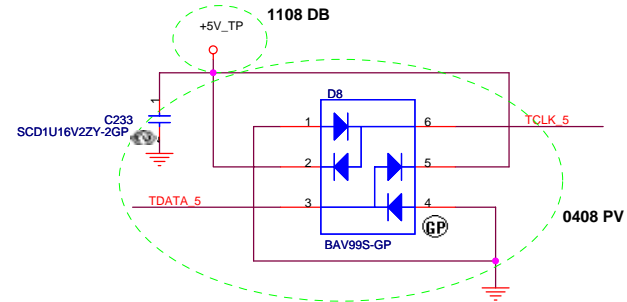 1108 DB
+5V_TP
D8
1
C233
SCD1U16V2ZY-2GP
1
6
TCLK_5
2
5
TDATA_5
3
4
GP
0408 PV
BAV99S-GP